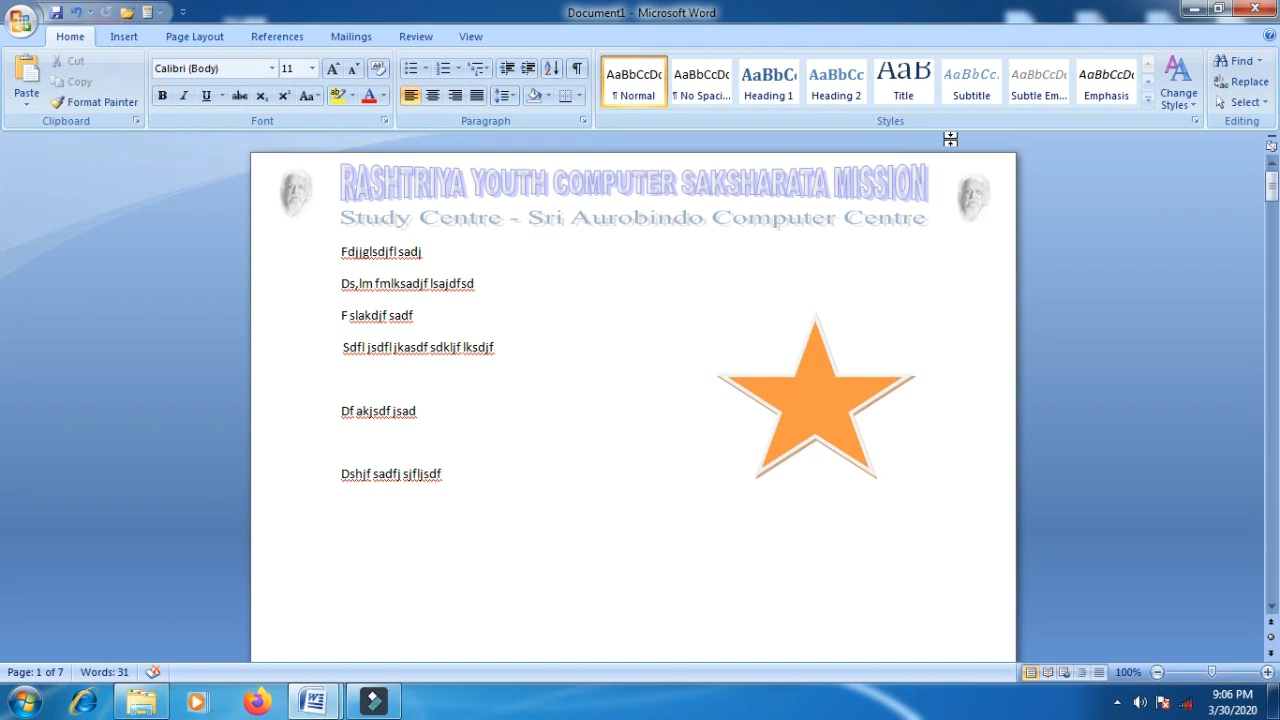 Document1 - Microsoft Word
Home Insert Page Layout References Mailings Review View
Paste
Cut
Copy
Format Painter
Clipboard
Calibri (Body) 11
Font
Paragraph
AaBbCcDc AaBbCcDc AaBbC AaBbCc AaB AaBbCc. AaBbCcDc AaBbCcDc
¶ Normal ¶ No Spaci... Heading 1 Heading 2 Title Subtitle Subtle Em... Emphasis
Styles
Change Styles
Find
Replace
Select
Editing
RASHTRIYA YOUTH COMPUTER SAKSHARATA MISSION
Study Centre - Sri Aurobindo Computer Centre
Fdjjglsdjfl sadj
Ds,lm fmlksadjf lsajdfsd
F slakdjf sadf
Sdfl jsdfl jkasdf sdkljf lksdjf
Df akjsdf jsad
Dshjf sadfj sjfljsdf
Page: 1 of 7 Words: 31 100%
9:06 PM
3/30/2020